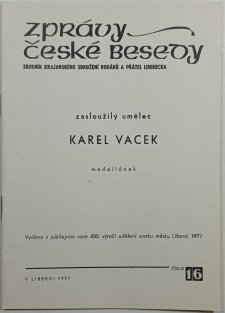 zprávy
české besedy
SBORNÍK KRAJANSKÉHO SDRUŽENÍ RODÁKŮ A PŘÁTEL LIBERECKA
zasloužilý umělec
KAREL VACEK
medailónek
Vydáno v jubilejním roce 400. výročí udělení znaku městu Liberci 1977
V LIBERCI 1977
ČÍSLO 16